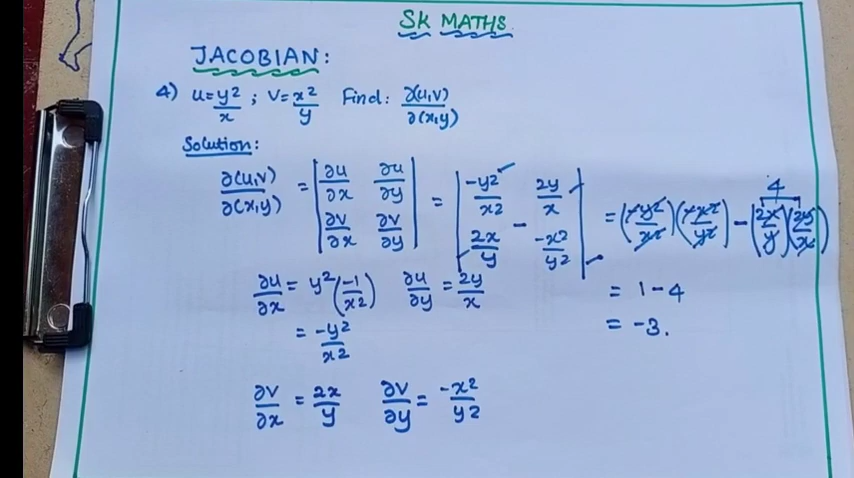 SK MATHS.
JACOBIAN:
4) u=y²/x ; v=x²/y Find: ∂(u,v)/∂(x,y)
Solution:
∂(u,v)/∂(x,y) = |∂u/∂x ∂u/∂y; ∂v/∂x ∂v/∂y| = |-y²/x² 2y/x; 2x/y - -x²/y²| = (-y²/x²)(-x²/y²) - (2x/y)(2y/x) 4
∂u/∂x = y²(-1/x²) ∂u/∂y = 2y/x = 1-4
= -y²/x² = -3.
∂v/∂x = 2x/y ∂v/∂y = -x²/y²